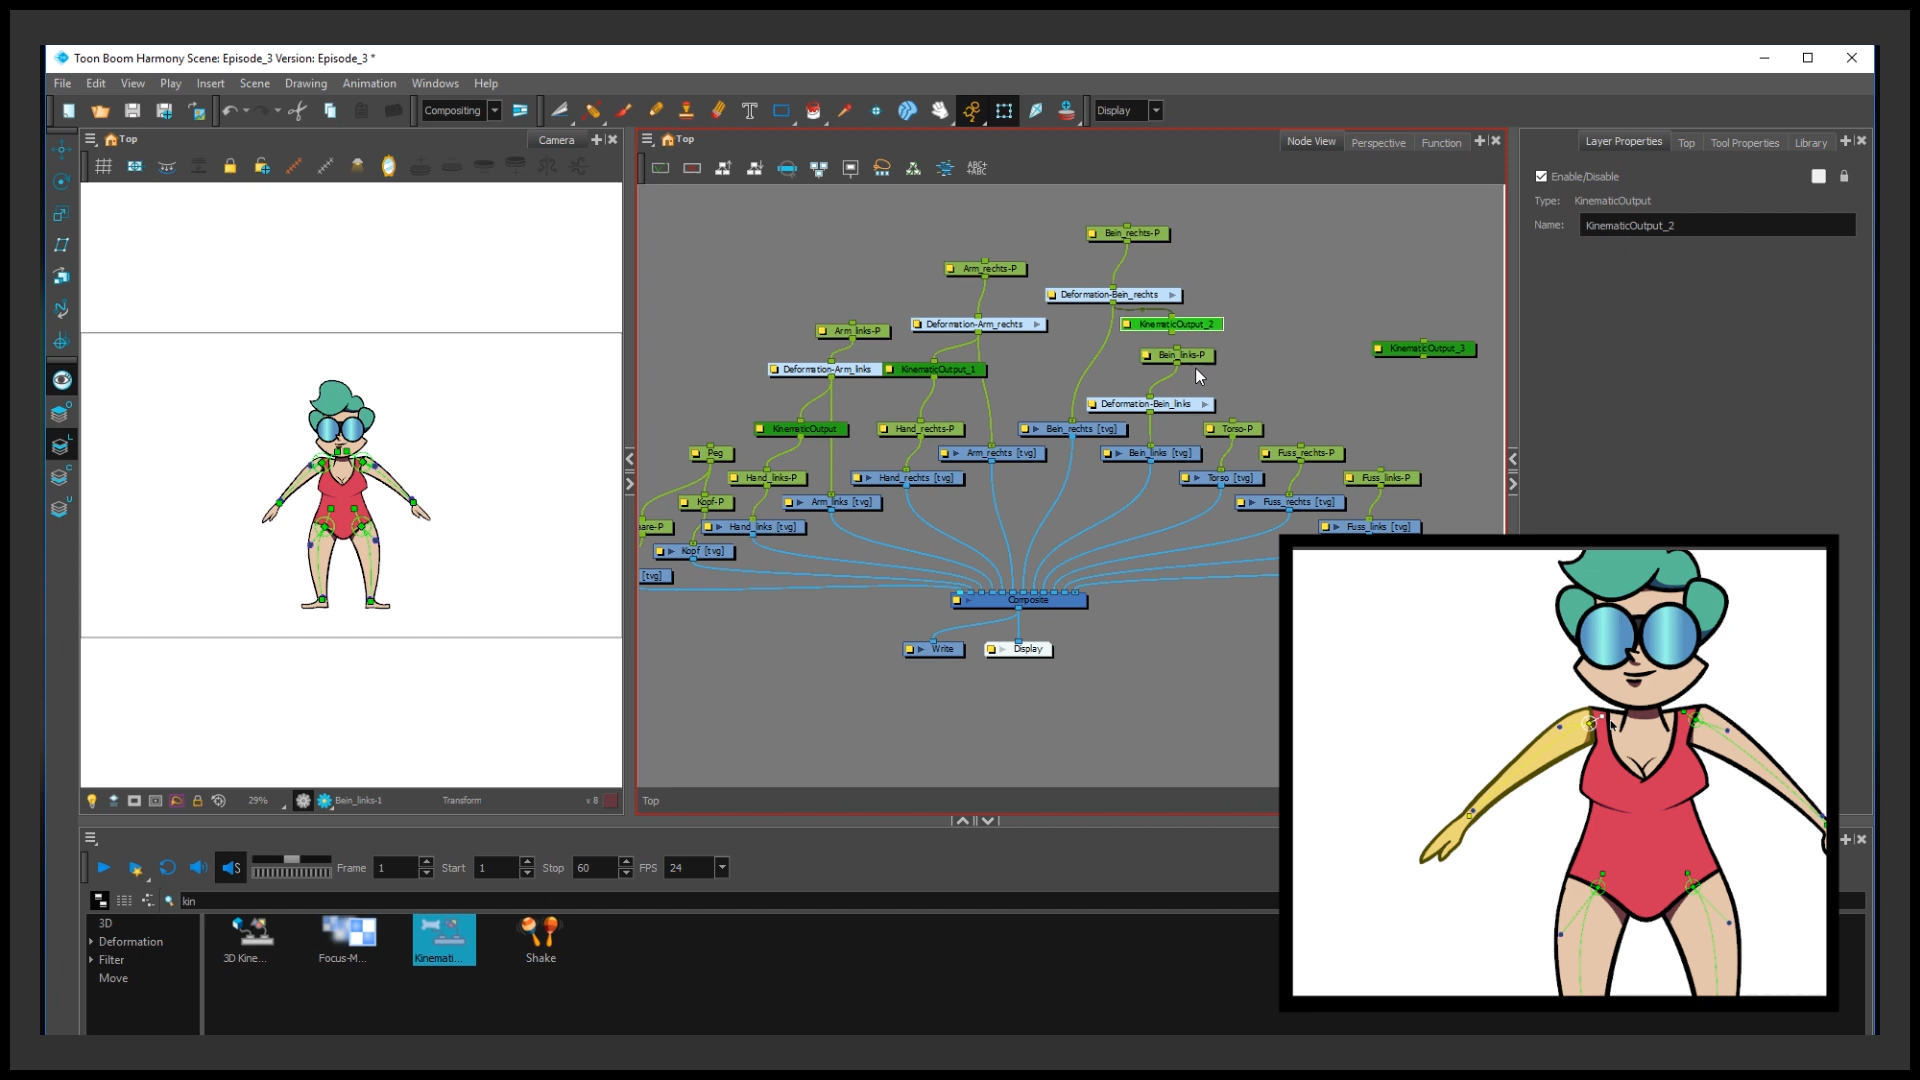 Toon Boom Harmony Scene: Episode_3 Version: Episode_3 *
File Edit View Play Insert Scene Drawing Animation Windows Help
Compositing
Display
Top
Camera
Top
Node View Perspective Function
Layer Properties Top Tool Properties Library
ABC+
+ABC
Enable/Disable
Type: KinematicOutput
Name: KinematicOutput_2
Bein_rechts-P
Arm_rechts-P
Deformation-Bein_rechts
Arm_links-P
Deformation-Arm_rechts
KinematicOutput_2
Bein_links-P
KinematicOutput_3
Deformation-Arm_links
KinematicOutput_1
Deformation-Bein_links
KinematicOutput
Hand_rechts-P
Bein_rechts [tvg]
Torso-P
Peg
Arm_rechts [tvg]
Bein_links [tvg]
Fuss_rechts-P
Hand_links-P
Hand_rechts [tvg]
Torso [tvg]
Fuss_links-P
Kopf-P
Arm_links [tvg]
Fuss_rechts [tvg]
are-P
Hand_links [tvg]
Fuss_links [tvg]
Kopf [tvg]
[tvg]
Composite
Write
Display
29%
Bein_links-1
Transform
v 8
Top
Frame 1 Start 1 Stop 60 FPS 24
kin
3D
Deformation
Filter
Move
3D Kine...
Focus-M...
Kinemati...
Shake